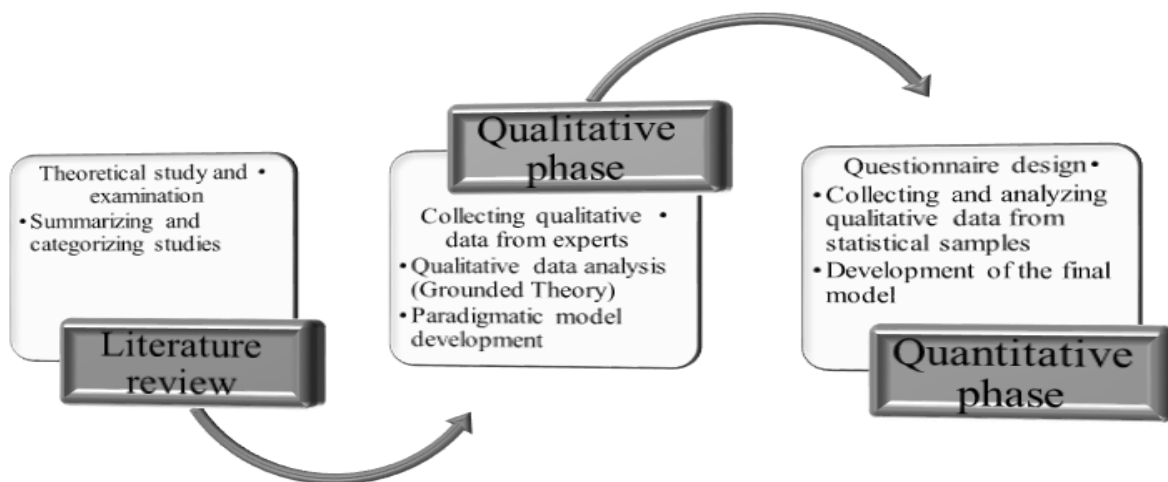 Theoretical study and •
examination
•Summarizing and
categorizing studies
Literature
review
Qualitative
phase
Collecting qualitative •
data from experts
•Qualitative data analysis
(Grounded Theory)
•Paradigmatic model
development
Questionnaire design •
•Collecting and analyzing
qualitative data from
statistical samples
•Development of the final
model
Quantitative
phase